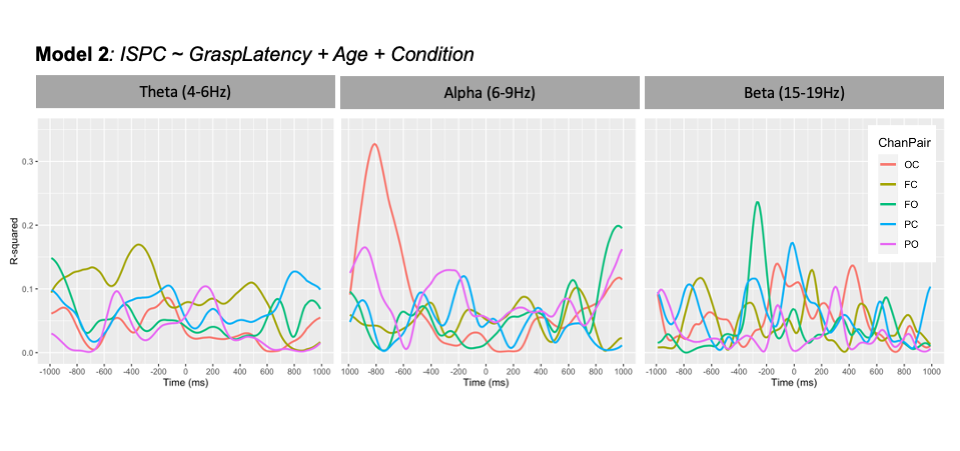 Model 2: ISPC ~ GraspLatency + Age + Condition
Theta (4-6Hz) Alpha (6-9Hz) Beta (15-19Hz)
ChanPair
OC
FC
FO
PC
PO
R-squared
0.3
0.2
0.1
0.0
-1000 -800 -600 -400 -200 0 200 400 600 800 1000
-1000 -800 -600 -400 -200 0 200 400 600 800 1000
-1000 -800 -600 -400 -200 0 200 400 600 800 1000
Time (ms) Time (ms) Time (ms)